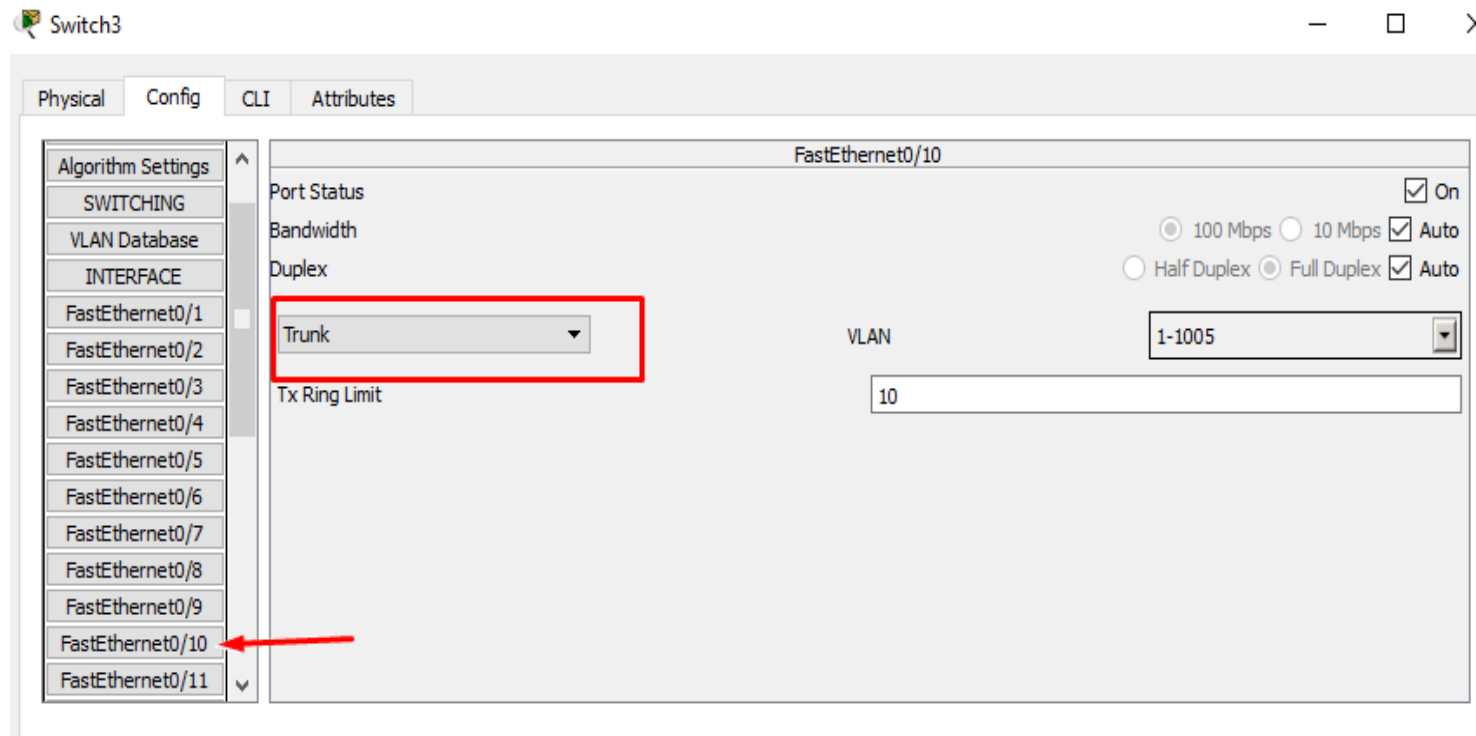 Switch3
Physical Config CLI Attributes
Algorithm Settings
SWITCHING
VLAN Database
INTERFACE
FastEthernet0/1
FastEthernet0/2
FastEthernet0/3
FastEthernet0/4
FastEthernet0/5
FastEthernet0/6
FastEthernet0/7
FastEthernet0/8
FastEthernet0/9
FastEthernet0/10
FastEthernet0/11
FastEthernet0/10
Port Status On
Bandwidth 100 Mbps 10 Mbps Auto
Duplex Half Duplex Full Duplex Auto
Trunk VLAN 1-1005
Tx Ring Limit 10